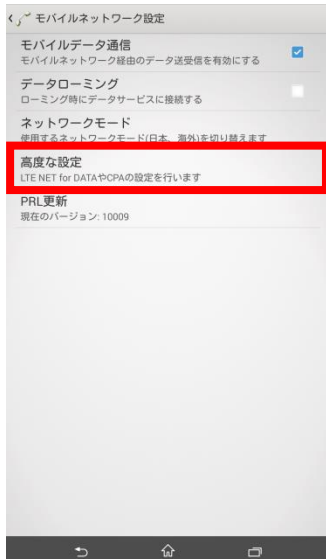 モバイルネットワーク設定
モバイルデータ通信
モバイルネットワーク経由のデータ送受信を有効にする
データローミング
ローミング時にデータサービスに接続する
ネットワークモード
使用するネットワークモード(日本、海外)を切り替えます
高度な設定
LTE NET for DATAやCPAの設定を行います
PRL更新
現在のバージョン: 10009